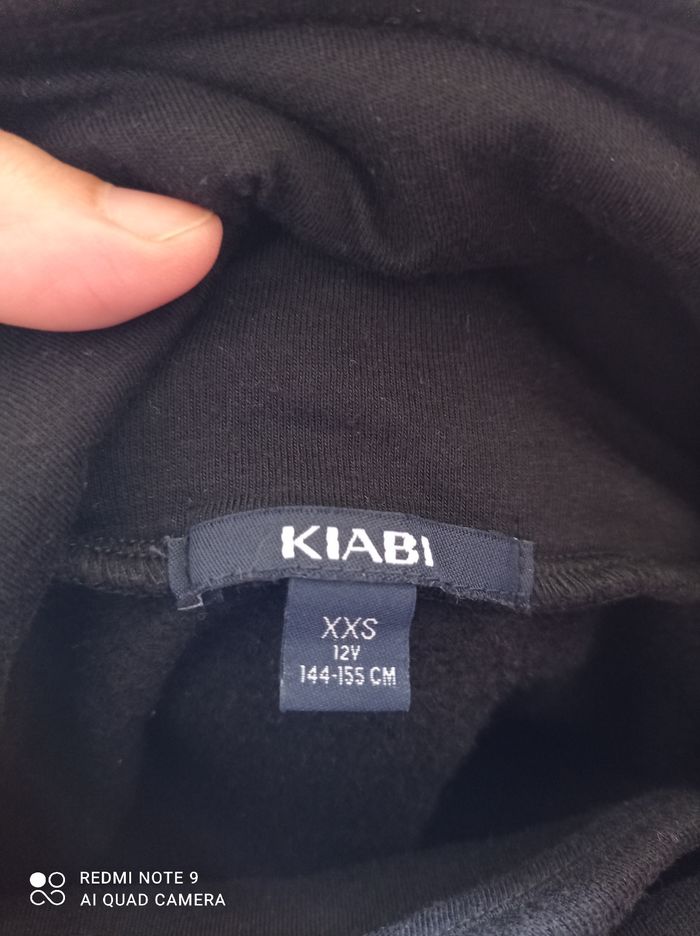 KIABI
XXS
12Y
144-155 CM
REDMI NOTE 9
AI QUAD CAMERA